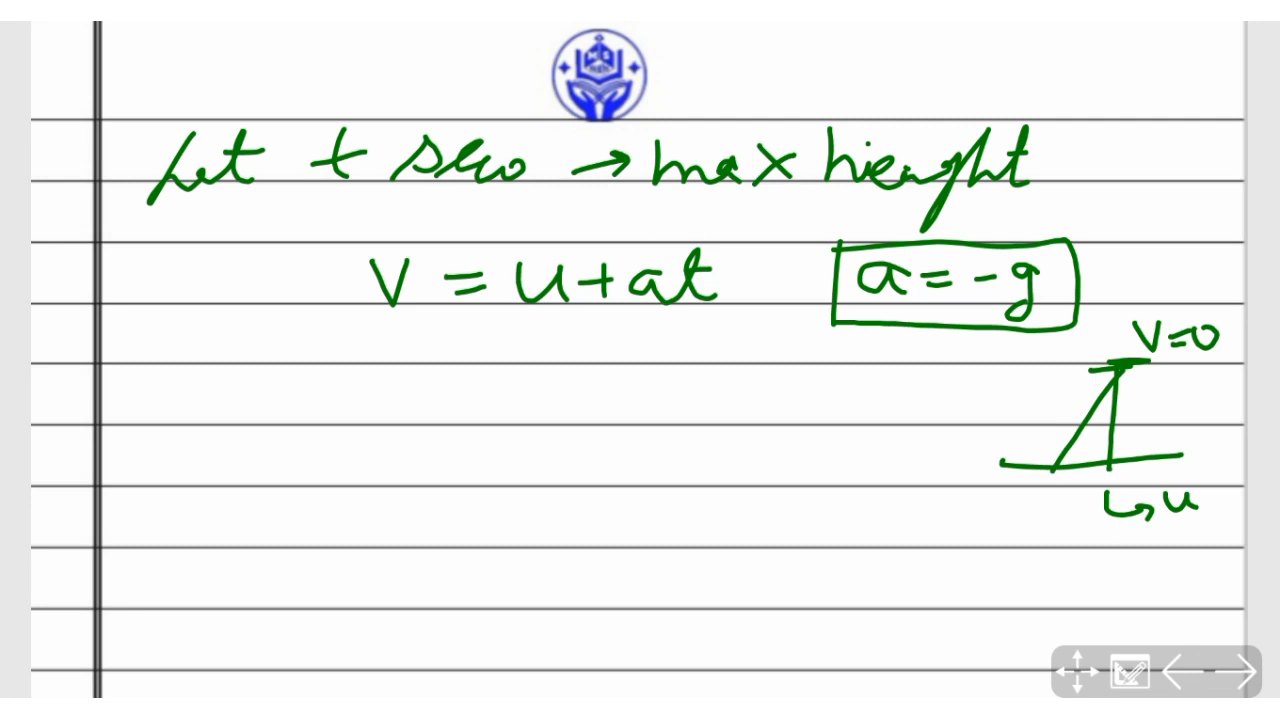 Let t sec → max hieght
V = u + at a = -g
V=0
↳ u